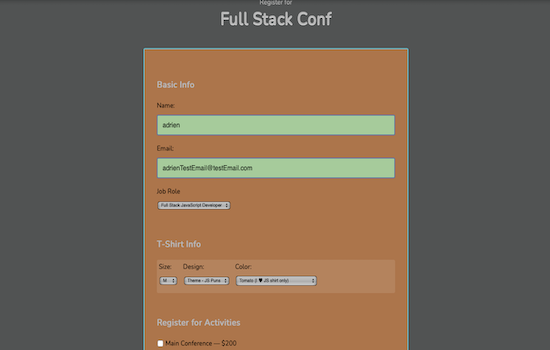 Register for
Full Stack Conf
Basic Info
Name:
adrien
Email:
adrienTestEmail@testEmail.com
Job Role
Full Stack JavaScript Developer
T-Shirt Info
Size: Design: Color:
M Theme - JS Puns Tomato (I ♥ JS shirt only)
Register for Activities
Main Conference — $200